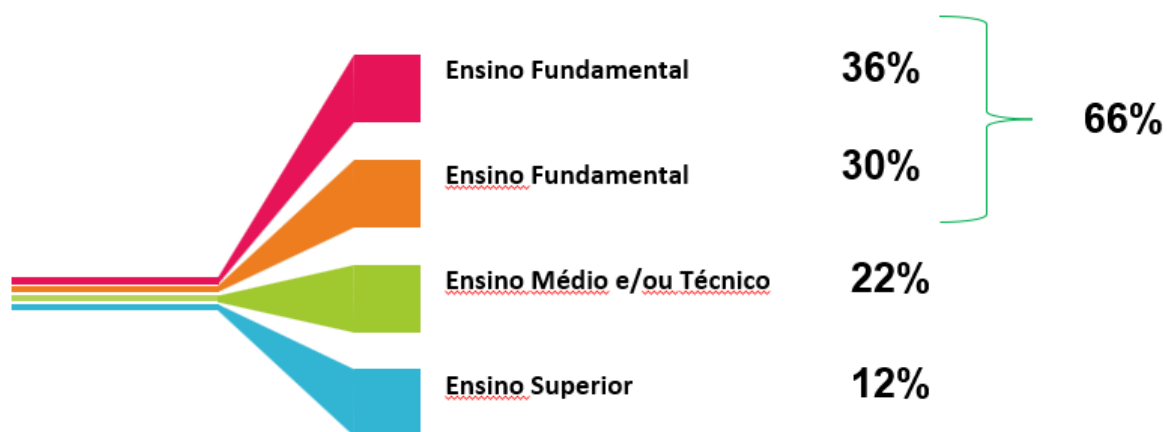 Ensino Fundamental 36%
66%
Ensino Fundamental 30%
Ensino Médio e/ou Técnico 22%
Ensino Superior 12%